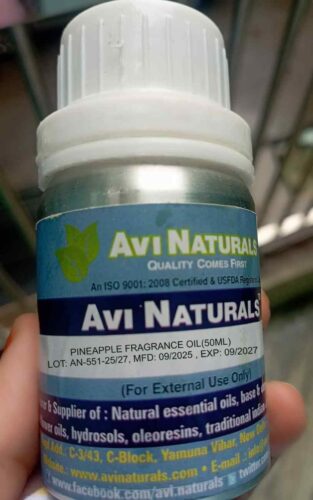 AVI NATURALS
QUALITY COMES FIRST
An ISO 9001: 2008 Certified & USFDA
AVI NATURALS
PINEAPPLE FRAGRANCE OIL(50ML)
LOT: AN-551-25/27, MFD: 09/2025 , EXP: 09/2027
(For External Use Only)
& Supplier of : Natural essential oils, base &
oils, hydrosols, oleoresins, traditional
Add.. C-3/43, C-Block, Yamuna Vihar, New
: www.avinaturals.com • E-mail :
www.facebook.com/avi.naturals twitter.com